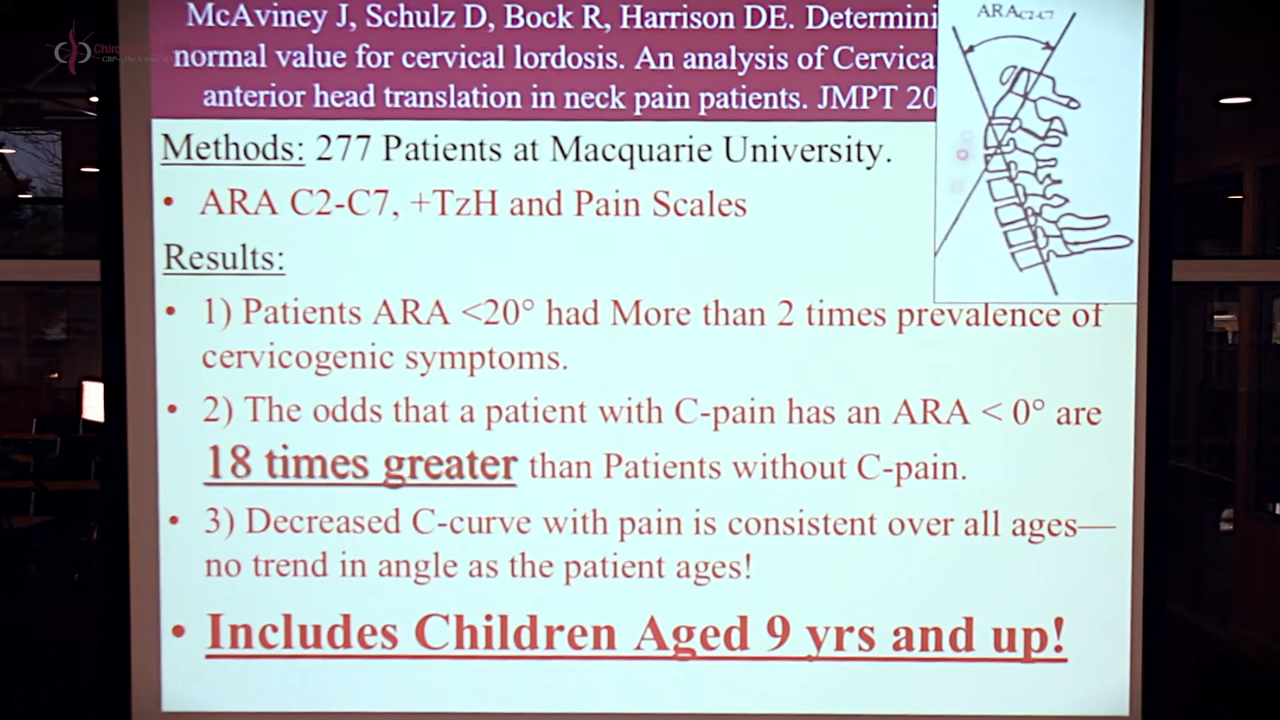 McAviney J, Schulz D, Bock R, Harrison DE. Determini
normal value for cervical lordosis. An analysis of Cervica
anterior head translation in neck pain patients. JMPT 20
ARAC2-C7
Methods: 277 Patients at Macquarie University.
• ARA C2-C7, +TzH and Pain Scales
Results:
• 1) Patients ARA <20° had More than 2 times prevalence of
cervicogenic symptoms.
• 2) The odds that a patient with C-pain has an ARA < 0° are
18 times greater than Patients without C-pain.
• 3) Decreased C-curve with pain is consistent over all ages—
no trend in angle as the patient ages!
• Includes Children Aged 9 yrs and up!